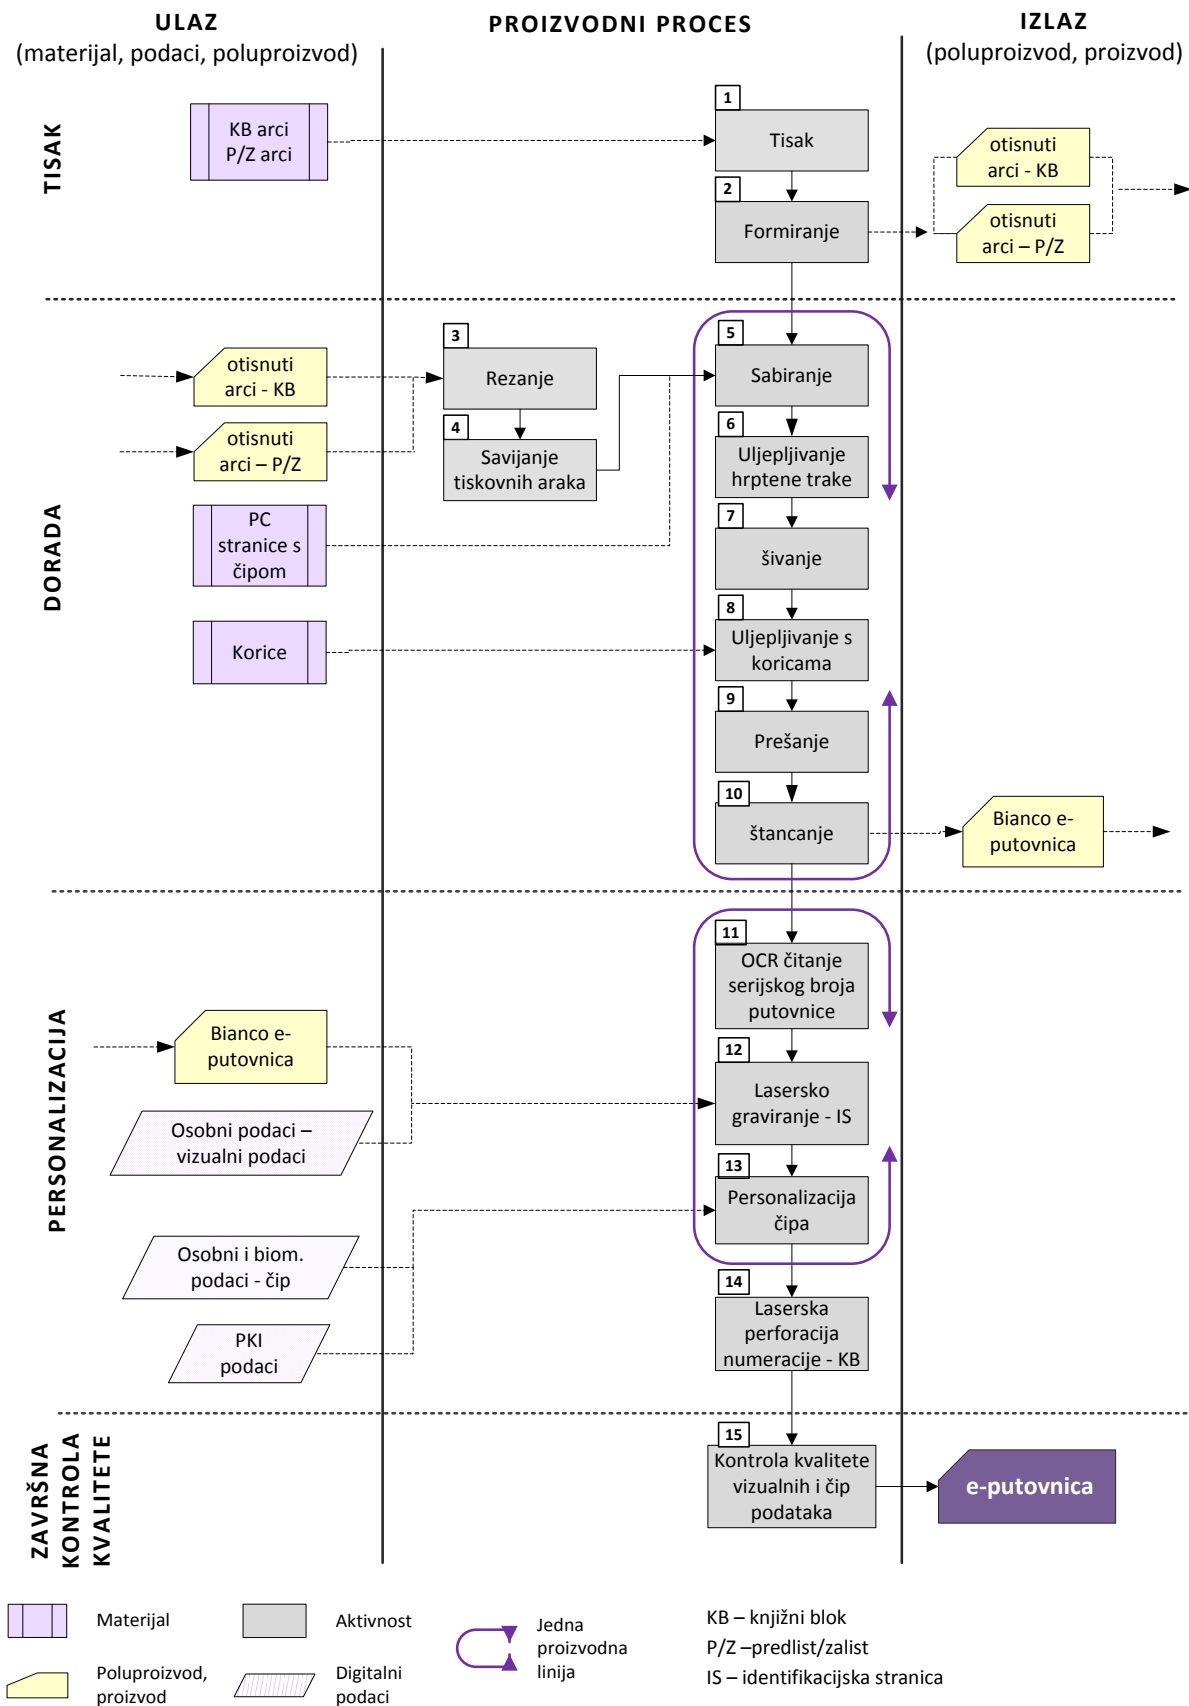 ULAZ
(materijal, podaci, poluproizvod)
PROIZVODNI PROCES
IZLAZ
(poluproizvod, proizvod)
TISAK
KB arci
P/Z arci
1
Tisak
2
Formiranje
otisnuti
arci - KB
otisnuti
arci – P/Z
DORADA
otisnuti
arci - KB
otisnuti
arci – P/Z
PC
stranice s
čipom
Korice
3
Rezanje
4
Savijanje
tiskovnih araka
5
Sabiranje
6
Uljepljivanje
hrptene trake
7
šivanje
8
Uljepljivanje s
koricama
9
Prešanje
10
štancanje
Bianco e-
putovnica
PERSONALIZACIJA
Bianco e-
putovnica
Osobni podaci –
vizualni podaci
Osobni i biom.
podaci - čip
PKI
podaci
11
OCR čitanje
serijskog broja
putovnice
12
Lasersko
graviranje - IS
13
Personalizacija
čipa
14
Laserska
perforacija
numeracije - KB
ZAVRŠNA
KONTROLA
KVALITETE
15
Kontrola kvalitete
vizualnih i čip
podataka
e-putovnica
Materijal
Aktivnost
Poluproizvod,
proizvod
Digitalni
podaci
Jedna
proizvodna
linija
KB – knjižni blok
P/Z –predlist/zalist
IS – identifikacijska stranica